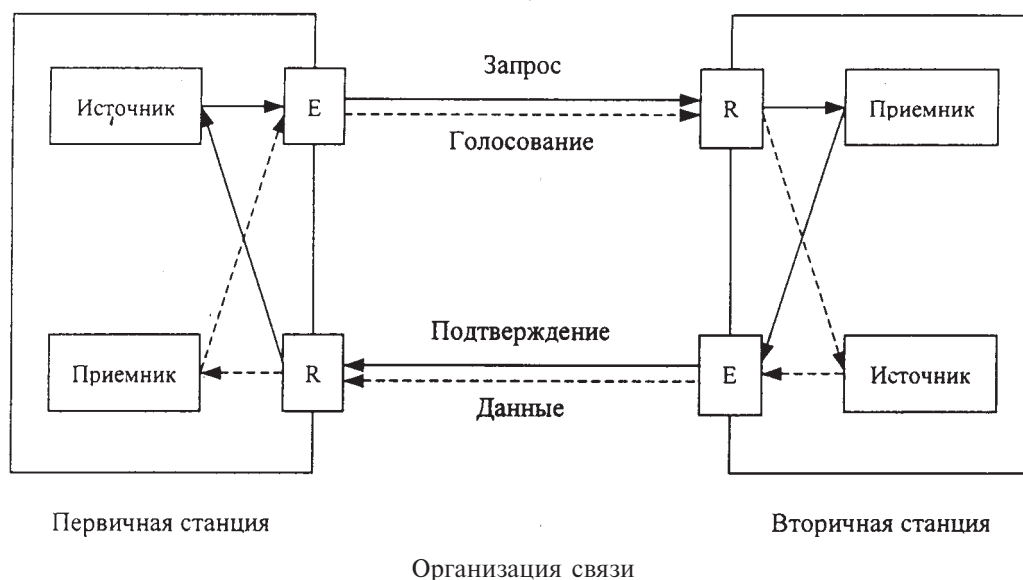 Запрос
Источник
E
R
Приемник
Голосование
Подтверждение
Приемник
R
E
Источник
Данные
Первичная станция
Вторичная станция
Организация связи